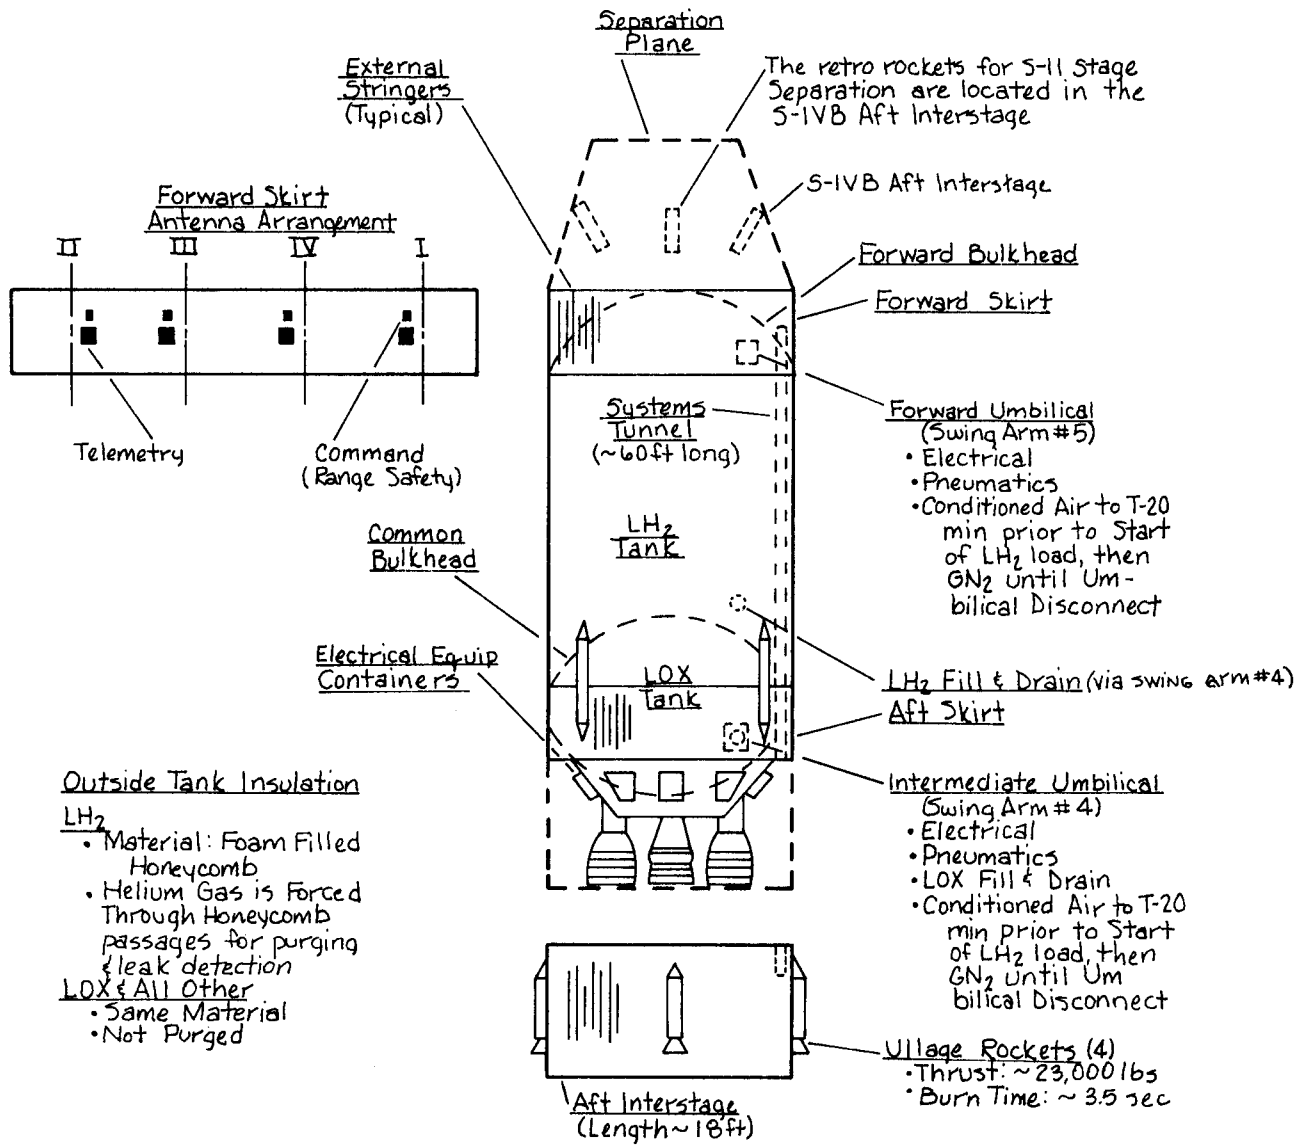 Separation
Plane
The retro rockets for S-11 Stage
Separation are located in the
S-IVB Aft Interstage
External
Stringers
(Typical)
S-IVB Aft Interstage
Forward Skirt
Antenna Arrangement
II III IV I
Telemetry
Command
(Range Safety)
Forward Bulkhead
Forward Skirt
Systems
Tunnel
(~60ft long)
Forward Umbilical
(Swing Arm #5)
• Electrical
• Pneumatics
• Conditioned Air to T-20
min prior to Start
of LH2 load, then
GN2 until Um-
bilical Disconnect
Common
Bulkhead
LH2
Tank
Electrical Equip
Containers
LOX
Tank
LH2 Fill & Drain (via swing arm #4)
Aft Skirt
Intermediate Umbilical
(Swing Arm #4)
• Electrical
• Pneumatics
• LOX Fill & Drain
• Conditioned Air to T-20
min prior to Start
of LH2 load, then
GN2 until Um
bilical Disconnect
Outside Tank Insulation
LH2
• Material: Foam Filled
Honeycomb
• Helium Gas is Forced
Through Honeycomb
passages for purging
& leak detection
LOX & All Other
• Same Material
• Not Purged
Ullage Rockets (4)
• Thrust: ~23,000 lbs
• Burn Time: ~ 3.5 sec
Aft Interstage
(Length ~ 18ft)